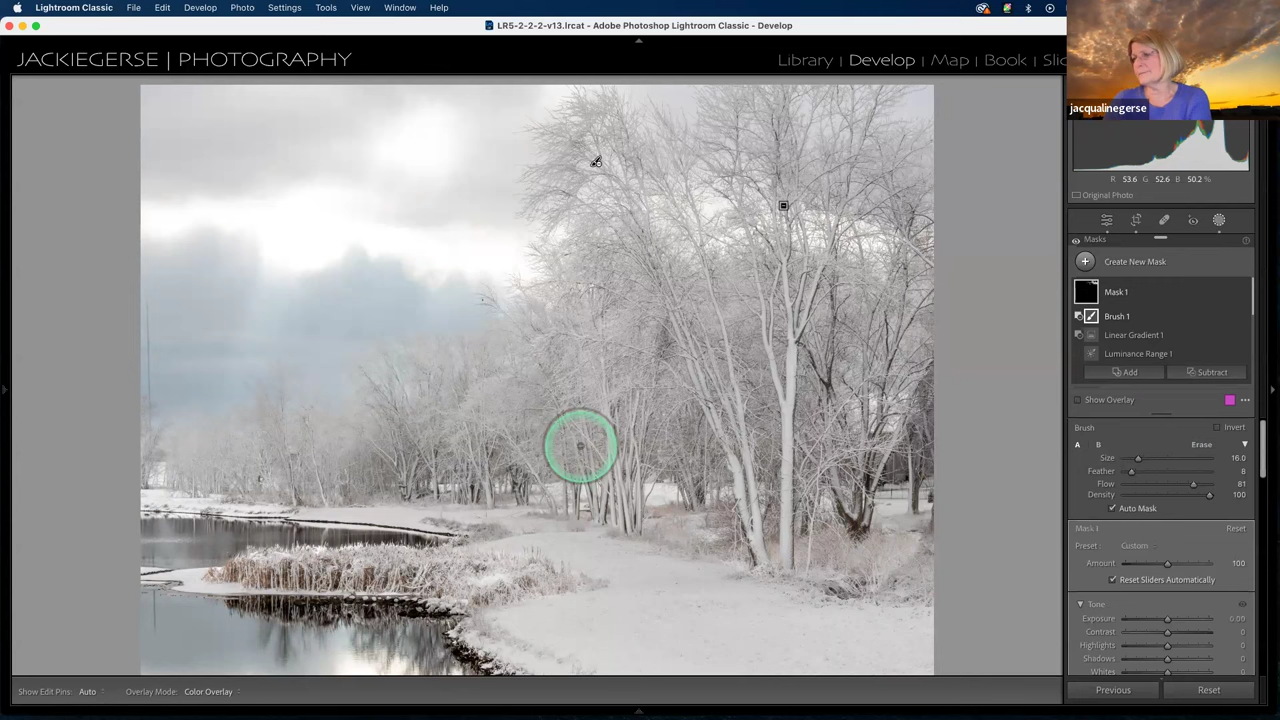 Lightroom Classic File Edit Develop Photo Settings Tools View Window Help
LR5-2-2-2-v13.lrcat - Adobe Photoshop Lightroom Classic - Develop
JACKIEGERSE | PHOTOGRAPHY
Library | Develop | Map | Book | Slic
jacqualinegerse
R 53.6 G 52.6 B 50.2 %
Original Photo
Masks
Create New Mask
Mask 1
Brush 1
Linear Gradient 1
Luminance Range 1
Add Subtract
Show Overlay
Brush Invert
A B Erase
Size 16.0
Feather 8
Flow 81
Density 100
Auto Mask
Mask 1 Reset
Preset : Custom
Amount 100
Reset Sliders Automatically
Tone
Exposure 0.00
Contrast 0
Highlights 0
Shadows 0
Whites 0
Show Edit Pins: Auto Overlay Mode: Color Overlay
Previous Reset